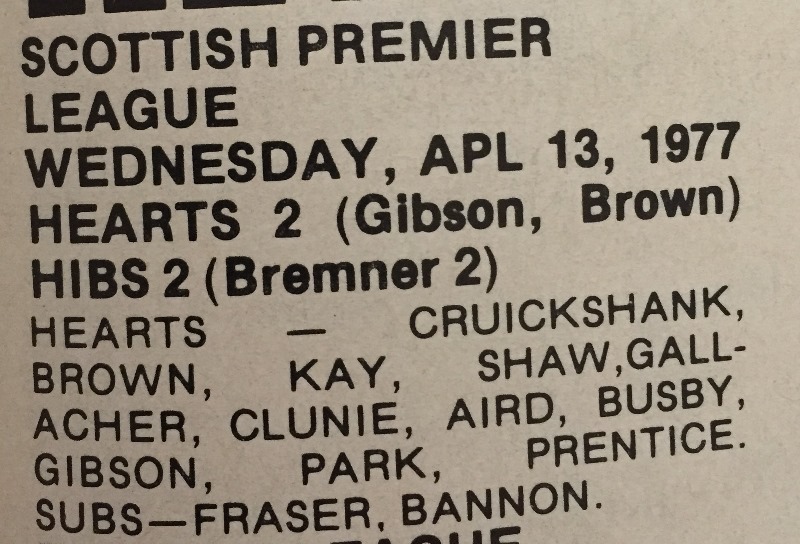 SCOTTISH PREMIER
LEAGUE
WEDNESDAY, APL 13, 1977
HEARTS 2 (Gibson, Brown)
HIBS 2 (Bremner 2)
HEARTS — CRUICKSHANK,
BROWN, KAY, SHAW,GALL-
ACHER, CLUNIE, AIRD, BUSBY,
GIBSON, PARK, PRENTICE.
SUBS—FRASER, BANNON.